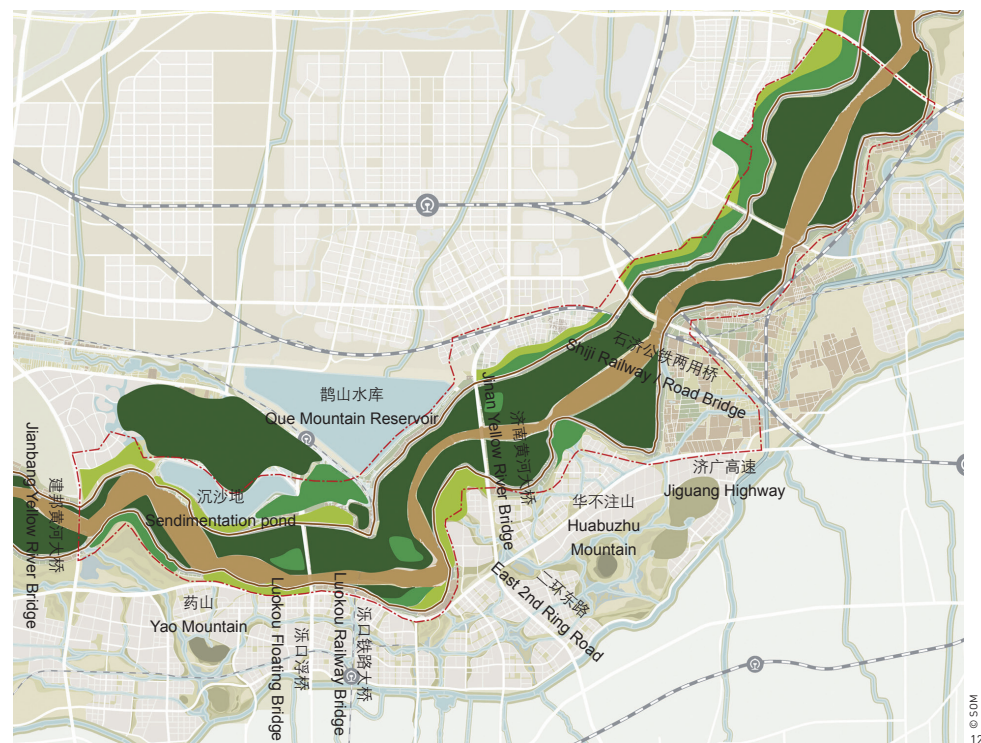 鹊山水库
Que Mountain Reservoir
石济公铁两用桥
Shiji Railway / Road Bridge
济南黄河大桥
Jinan Yellow River Bridge
建邦黄河大桥
Jianbang Yellow River Bridge
沉沙地
Sendimentation pond
济广高速
Jiguang Highway
华不注山
Huabuzhu
Mountain
二环东路
East 2nd Ring Road
药山
Yao Mountain
泺口浮桥
Luokou Floating Bridge
泺口铁路大桥
Luokou Railway Bridge
© SOM
12